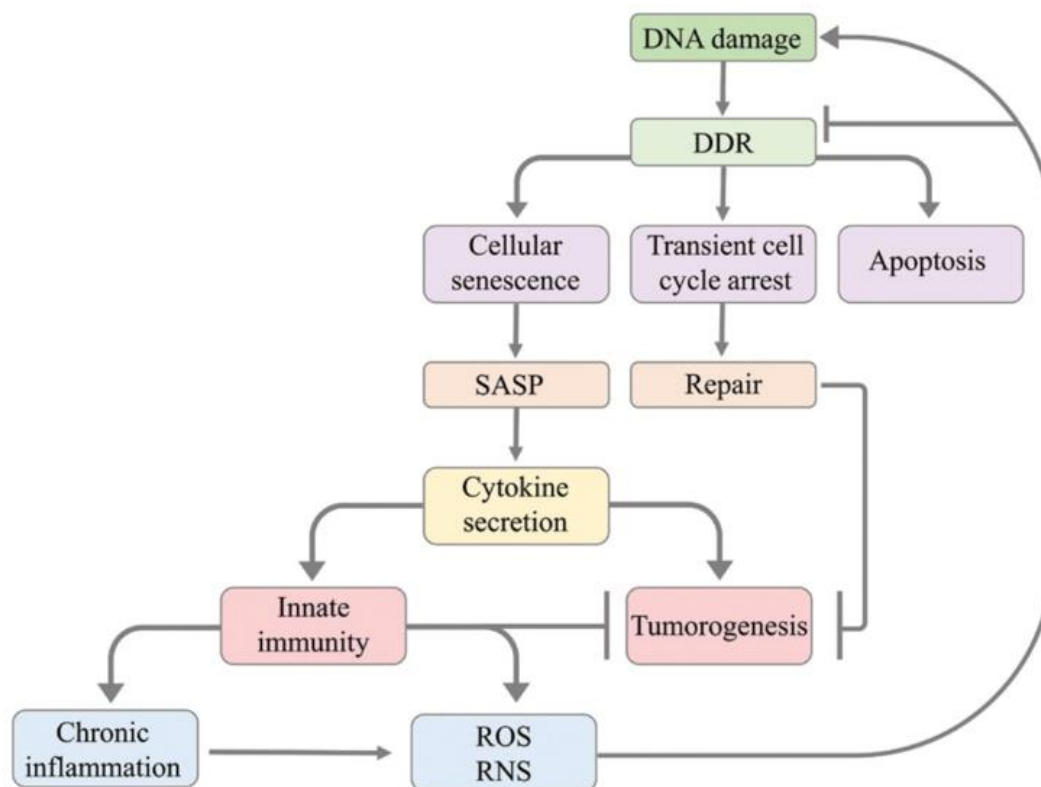 DNA damage
DDR
Cellular
senescence
Transient cell
cycle arrest
Apoptosis
SASP
Repair
Cytokine
secretion
Innate
immunity
Tumorogenesis
Chronic
inflammation
ROS
RNS